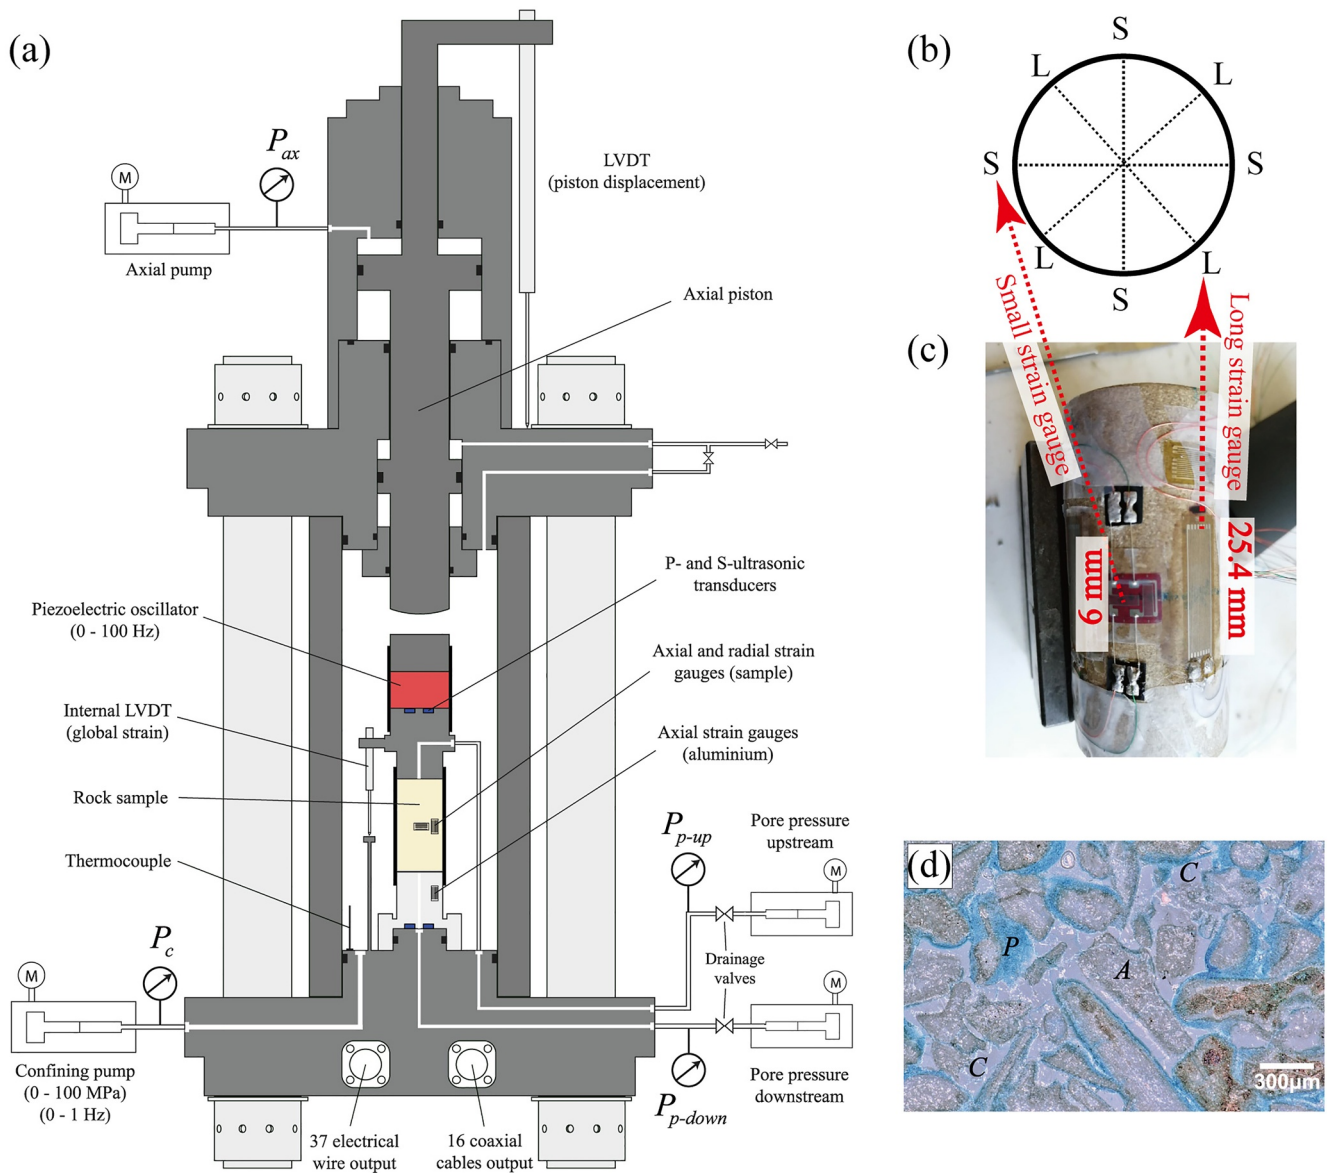 (a)
P_ax
M
Axial pump
LVDT
(piston displacement)
Axial piston
P- and S-ultrasonic
transducers
Piezoelectric oscillator
(0 - 100 Hz)
Axial and radial strain
gauges (sample)
Internal LVDT
(global strain)
Axial strain gauges
(aluminium)
Rock sample
Thermocouple
P_c
M
Confining pump
(0 - 100 MPa)
(0 - 1 Hz)
P_p-up
Pore pressure
upstream
M
Drainage
valves
M
Pore pressure
downstream
P_p-down
37 electrical
wire output
16 coaxial
cables output
(b)
S
L
L
S
S
L
L
S
Small strain gauge
Long strain gauge
(c)
9 mm
25.4 mm
(d)
C
P
A
C
300μm